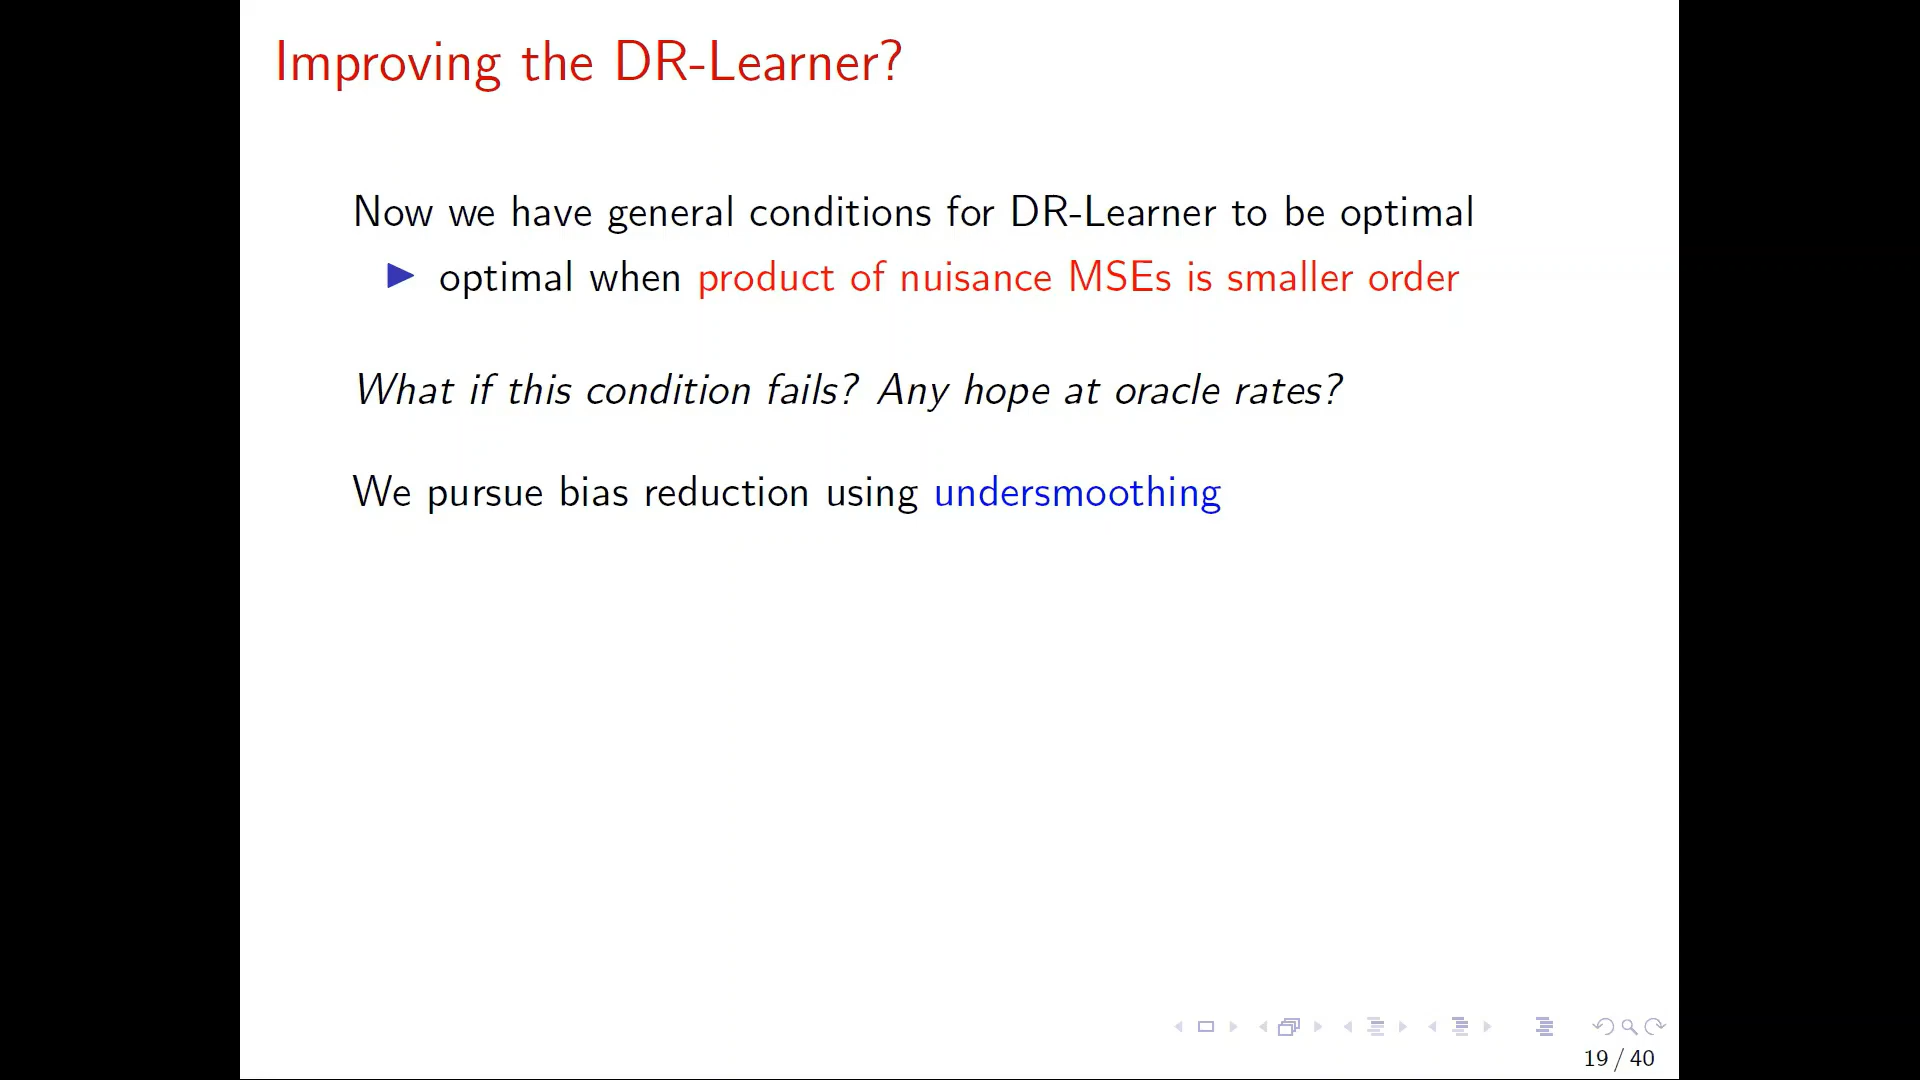 Improving the DR-Learner?
Now we have general conditions for DR-Learner to be optimal
▶ optimal when product of nuisance MSEs is smaller order
What if this condition fails? Any hope at oracle rates?
We pursue bias reduction using undersmoothing
19 / 40